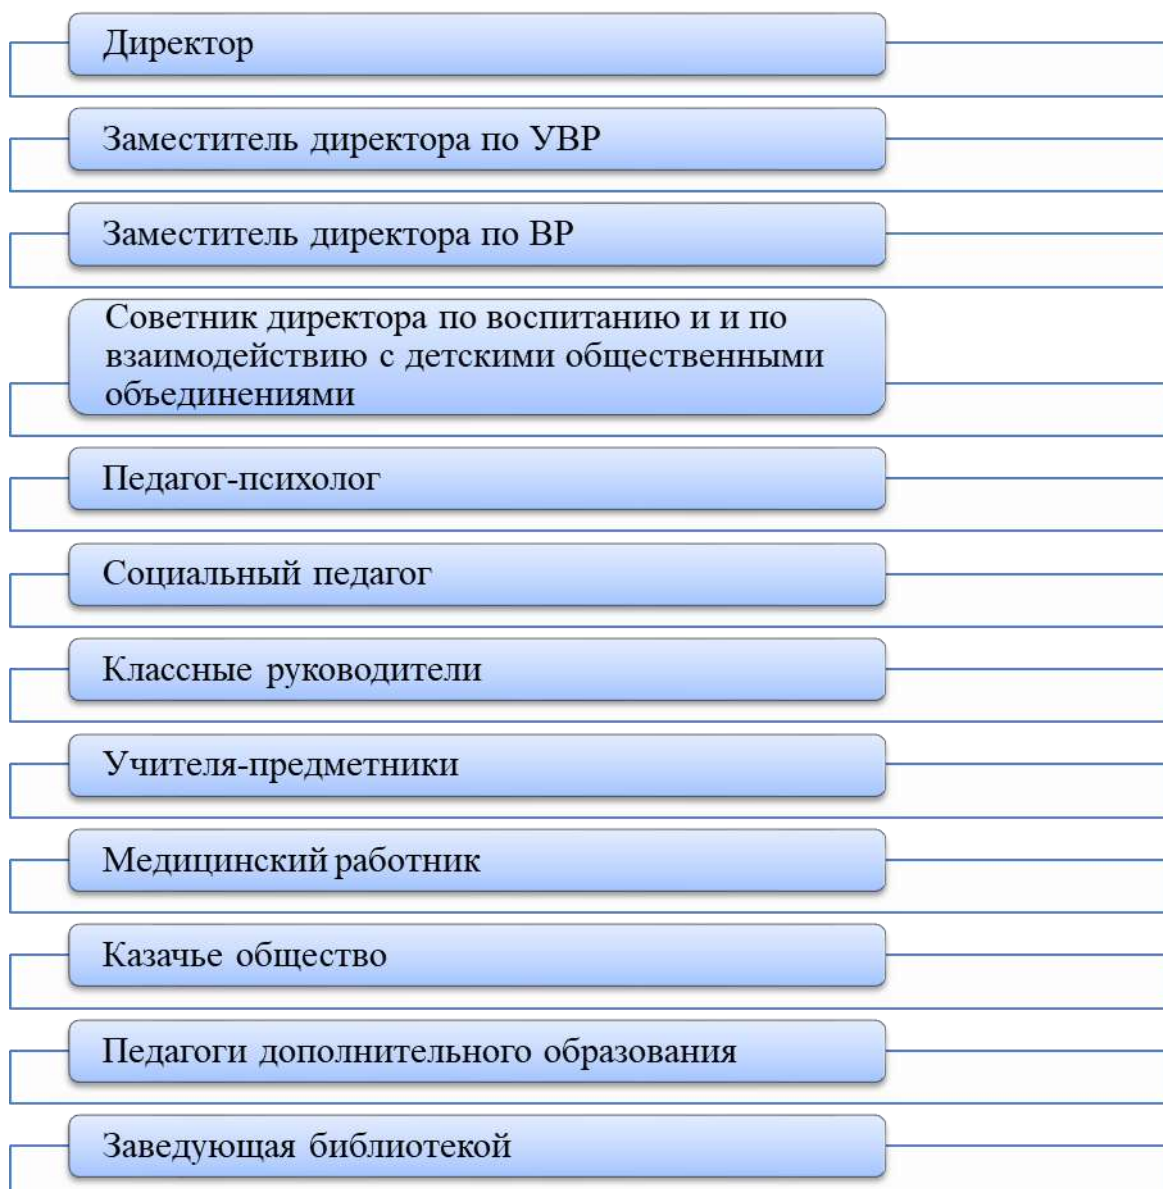 Директор
Заместитель директора по УВР
Заместитель директора по ВР
Советник директора по воспитанию и и по
взаимодействию с детскими общественными
объединениями
Педагог-психолог
Социальный педагог
Классные руководители
Учителя-предметники
Медицинский работник
Казачье общество
Педагоги дополнительного образования
Заведующая библиотекой